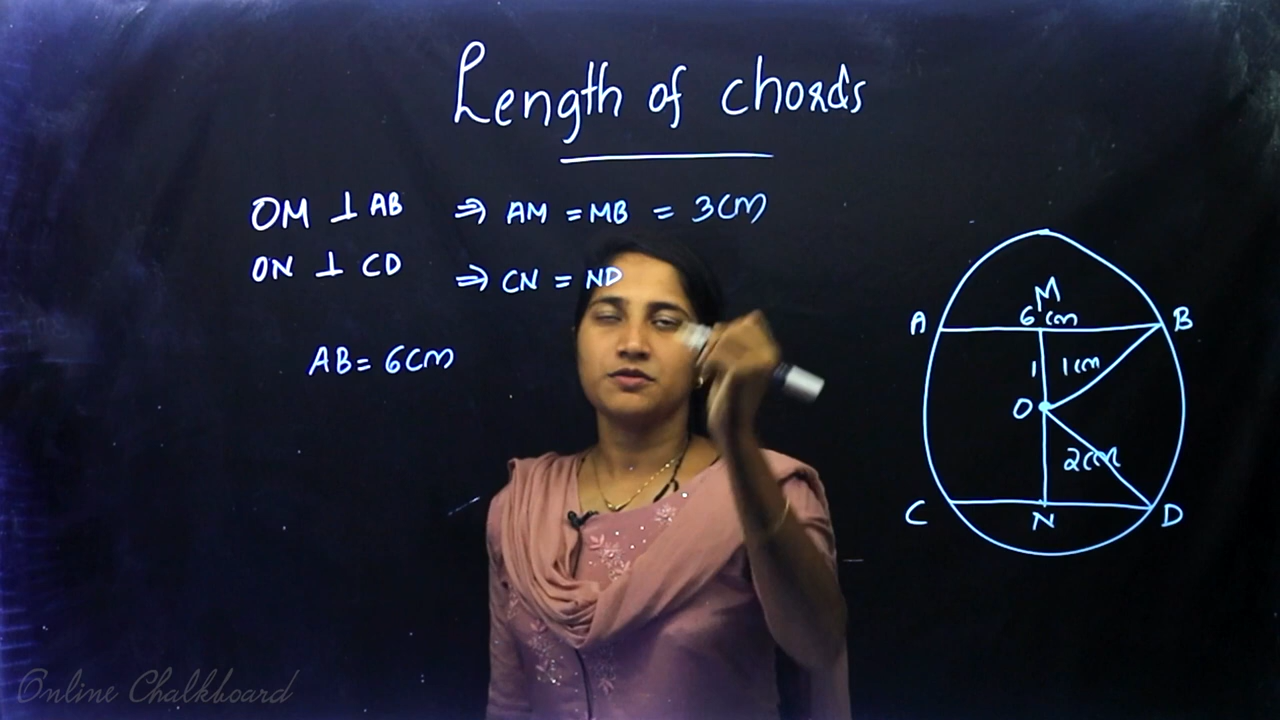 Length of chords
OM ⊥ AB ⇒ AM = MB = 3cm
ON ⊥ CD ⇒ CN = ND
AB = 6cm
M
A 6cm B
1 1cm
O
2cm
C N D
Online Chalkboard